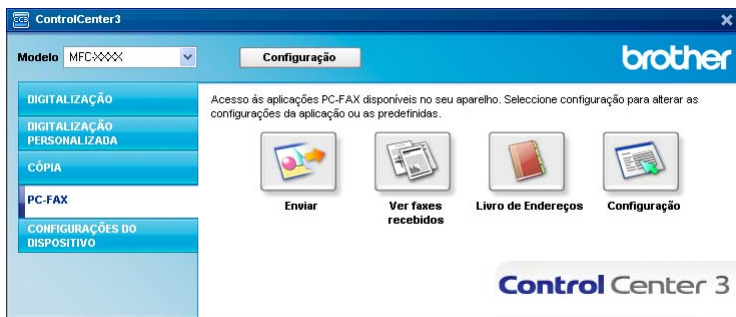 ControlCenter3
Modelo MFC-XXXX Configuração
brother
DIGITALIZAÇÃO
DIGITALIZAÇÃO
PERSONALIZADA
CÓPIA
PC-FAX
CONFIGURAÇÕES DO
DISPOSITIVO
Acesso às aplicações PC-FAX disponíveis no seu aparelho. Seleccione configuração para alterar as
configurações da aplicação ou as predefinidas.
Enviar
Ver faxes
recebidos
Livro de Endereços
Configuração
Control Center 3